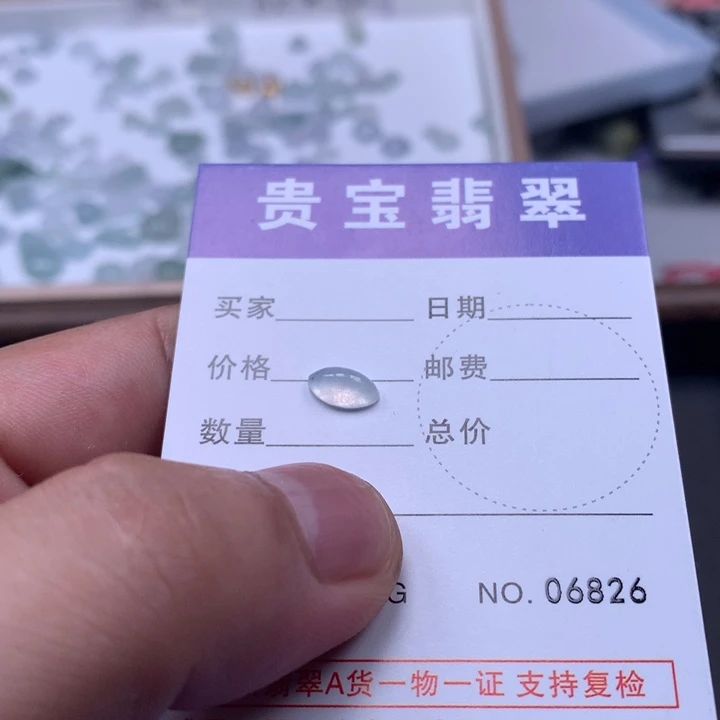 贵宝翡翠
买家 日期
价格 邮费
数量 总价
G NO. 06826
翡翠A货一物一证 支持复检